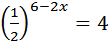 (1/2)^{6−2x} = 4